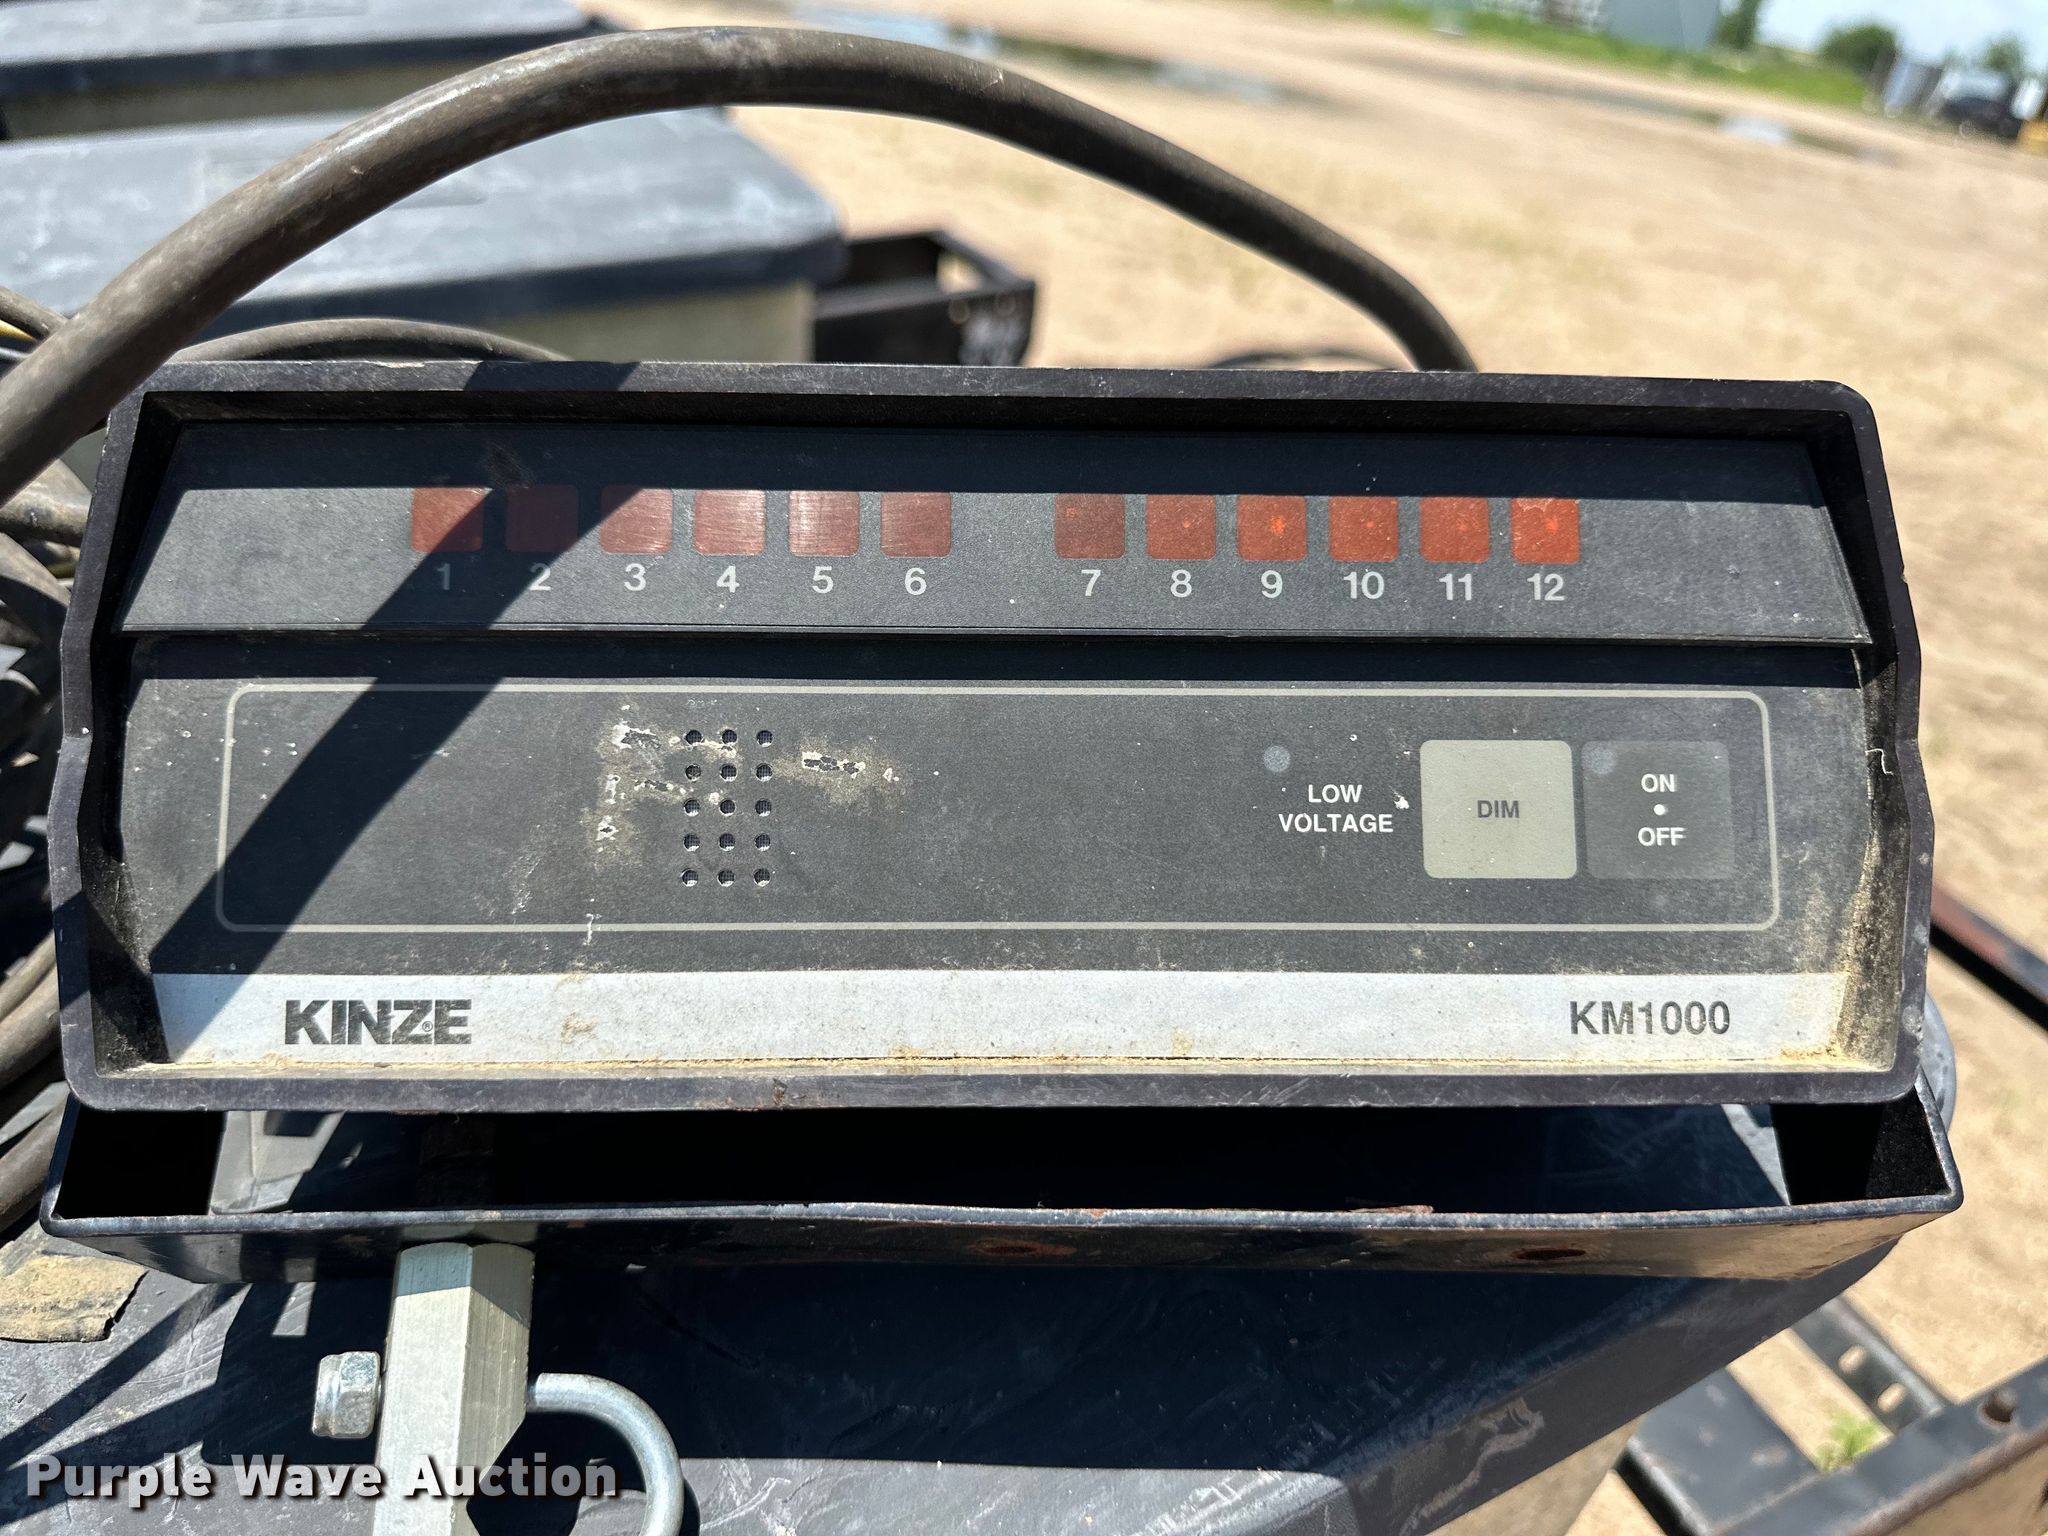 1 2 3 4 5 6 7 8 9 10 11 12
LOW
VOLTAGE
DIM
ON
OFF
KINZE® KM1000
Purple Wave Auction